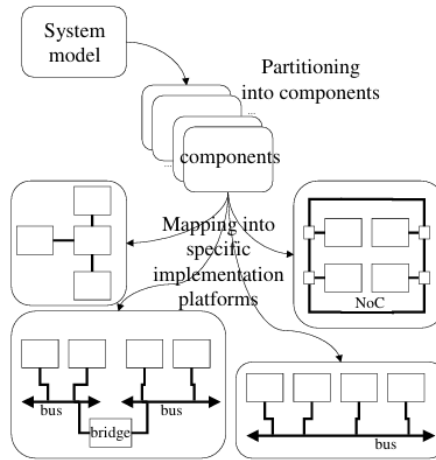 System
model
Partitioning
into components
...
components
...
Mapping into
specific
implementation
platforms
NoC
bus
bus
bridge
bus